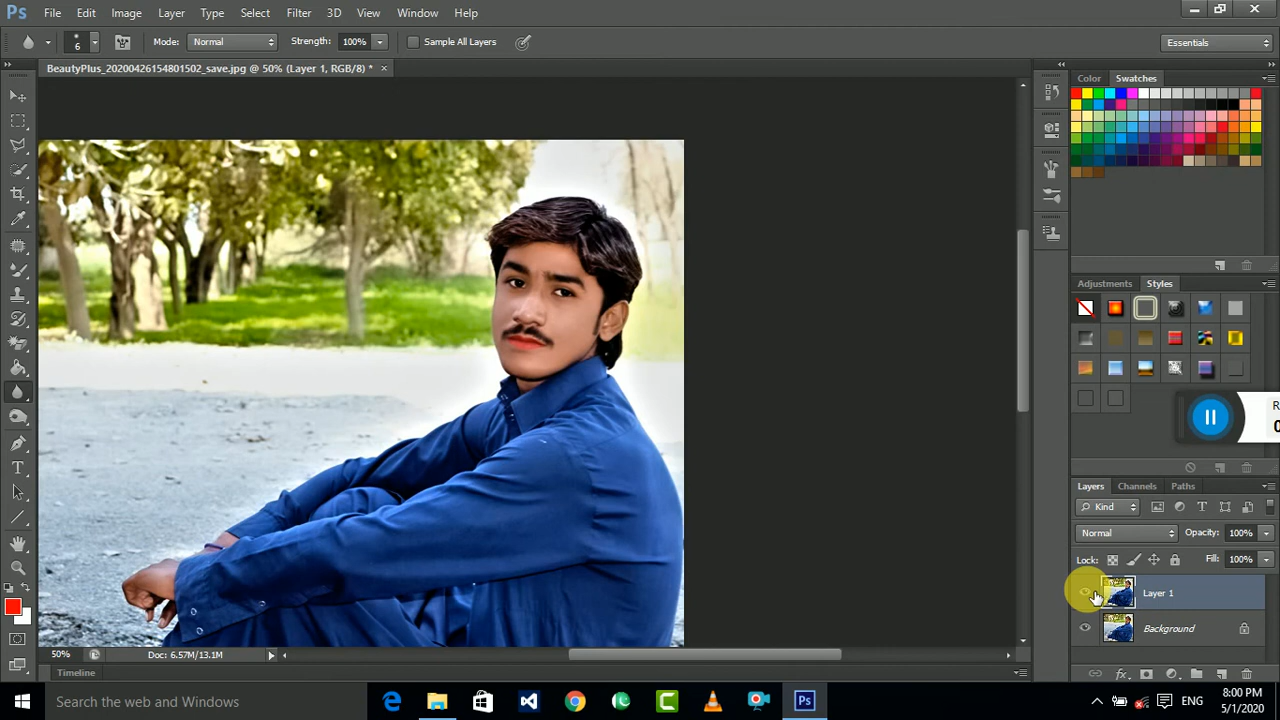 Ps File Edit Image Layer Type Select Filter 3D View Window Help
6 Mode: Normal Strength: 100% Sample All Layers Essentials
BeautyPlus_20200426154801502_save.jpg @ 50% (Layer 1, RGB/8) * ×
Color Swatches
Adjustments Styles
R
0
Layers Channels Paths
Kind
Normal Opacity: 100%
Lock: Fill: 100%
Layer 1
Background
fx
50% Doc: 6.57M/13.1M
Timeline
Search the web and Windows
Ps
ENG
8:00 PM
5/1/2020